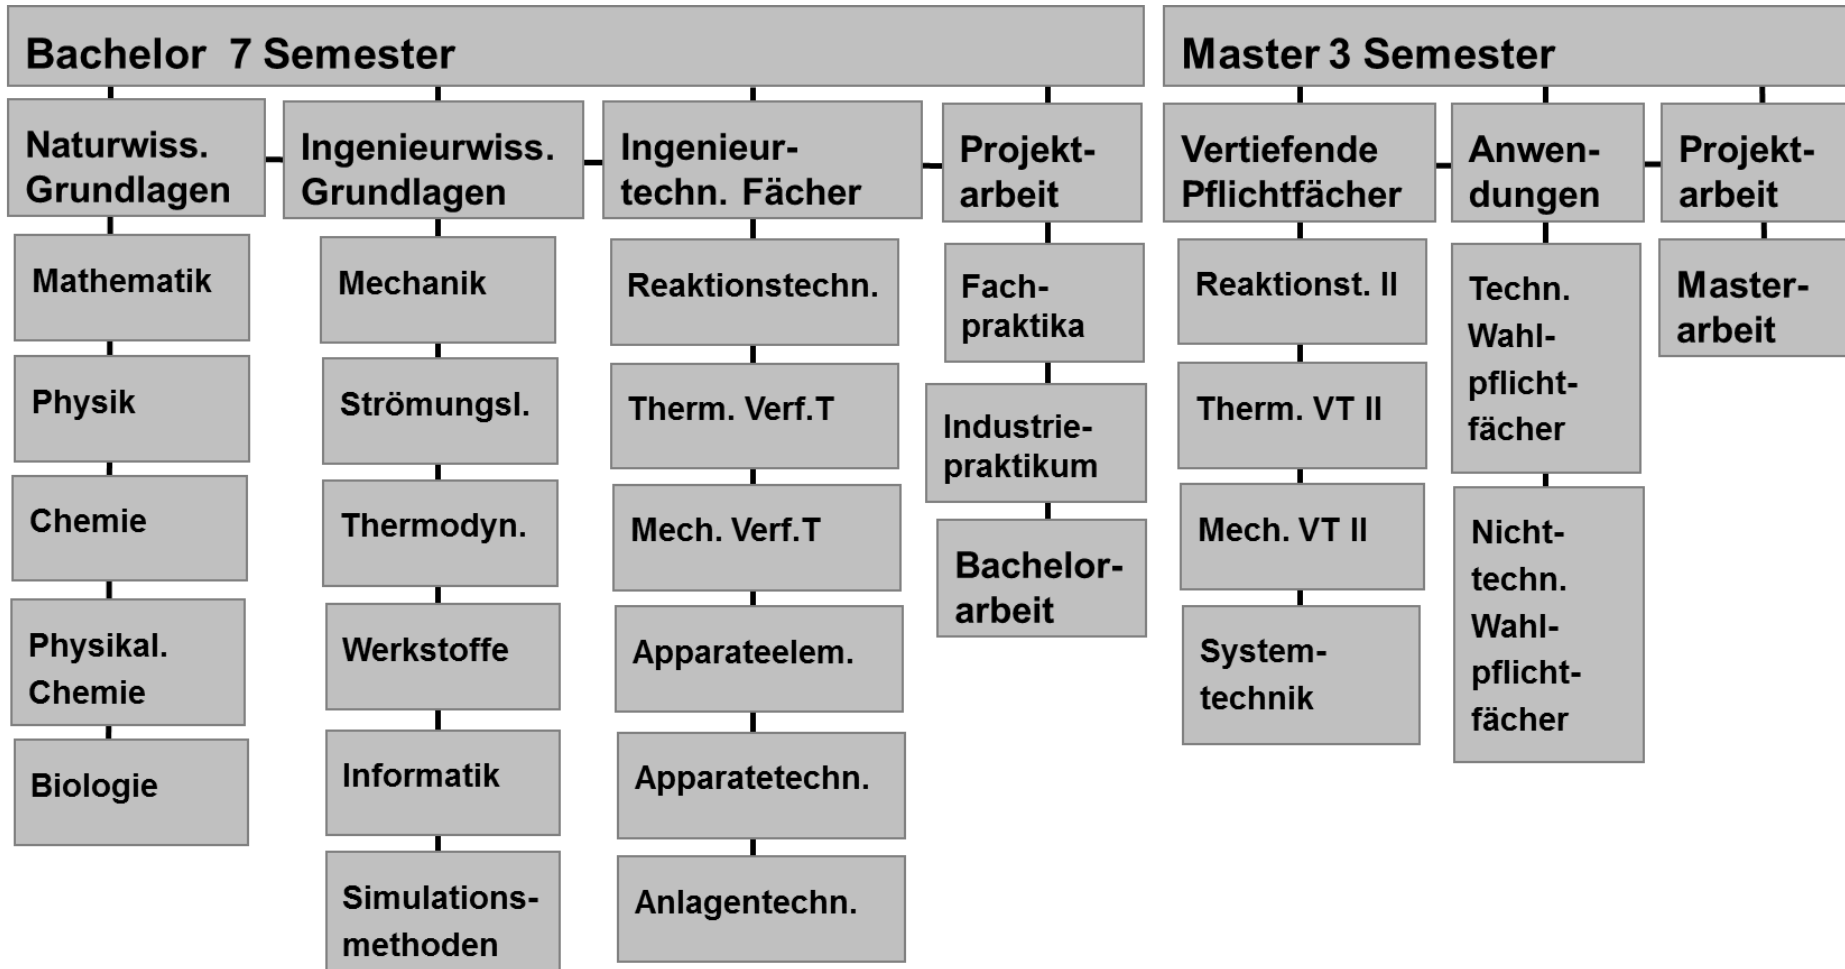 Bachelor 7 Semester
Master 3 Semester
Naturwiss.
Grundlagen
Mathematik
Physik
Chemie
Physikal.
Chemie
Biologie
Ingenieurwiss.
Grundlagen
Mechanik
Strömungsl.
Thermodyn.
Werkstoffe
Informatik
Simulations-
methoden
Ingenieur-
techn. Fächer
Reaktionstechn.
Therm. Verf.T
Mech. Verf.T
Apparateelem.
Apparatetechn.
Anlagentechn.
Projekt-
arbeit
Fach-
praktika
Industrie-
praktikum
Bachelor-
arbeit
Vertiefende
Pflichtfächer
Reaktionst. II
Therm. VT II
Mech. VT II
System-
technik
Anwen-
dungen
Techn.
Wahl-
pflicht-
fächer
Nicht-
techn.
Wahl-
pflicht-
fächer
Projekt-
arbeit
Master-
arbeit